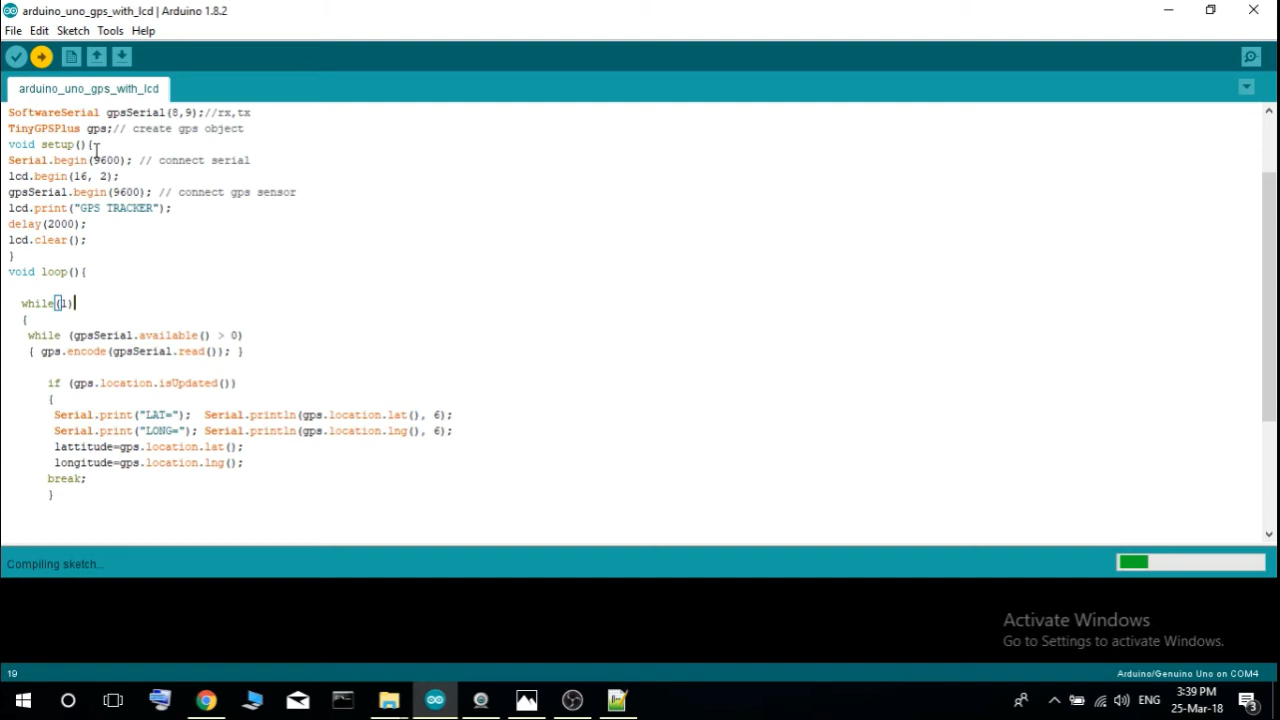 arduino_uno_gps_with_lcd | Arduino 1.8.2
File Edit Sketch Tools Help
arduino_uno_gps_with_lcd
SoftwareSerial gpsSerial(8,9);//rx,tx
TinyGPSPlus gps;// create gps object
void setup(){
Serial.begin(9600); // connect serial
lcd.begin(16, 2);
gpsSerial.begin(9600); // connect gps sensor
lcd.print("GPS TRACKER");
delay(2000);
lcd.clear();
}
void loop(){
while(1)
{
while (gpsSerial.available() > 0)
{ gps.encode(gpsSerial.read()); }
if (gps.location.isUpdated())
{
Serial.print("LAT="); Serial.println(gps.location.lat(), 6);
Serial.print("LONG="); Serial.println(gps.location.lng(), 6);
lattitude=gps.location.lat();
longitude=gps.location.lng();
break;
}
Compiling sketch...
Activate Windows
Go to Settings to activate Windows.
19 Arduino/Genuino Uno on COM4
ENG 3:39 PM
25-Mar-18 3